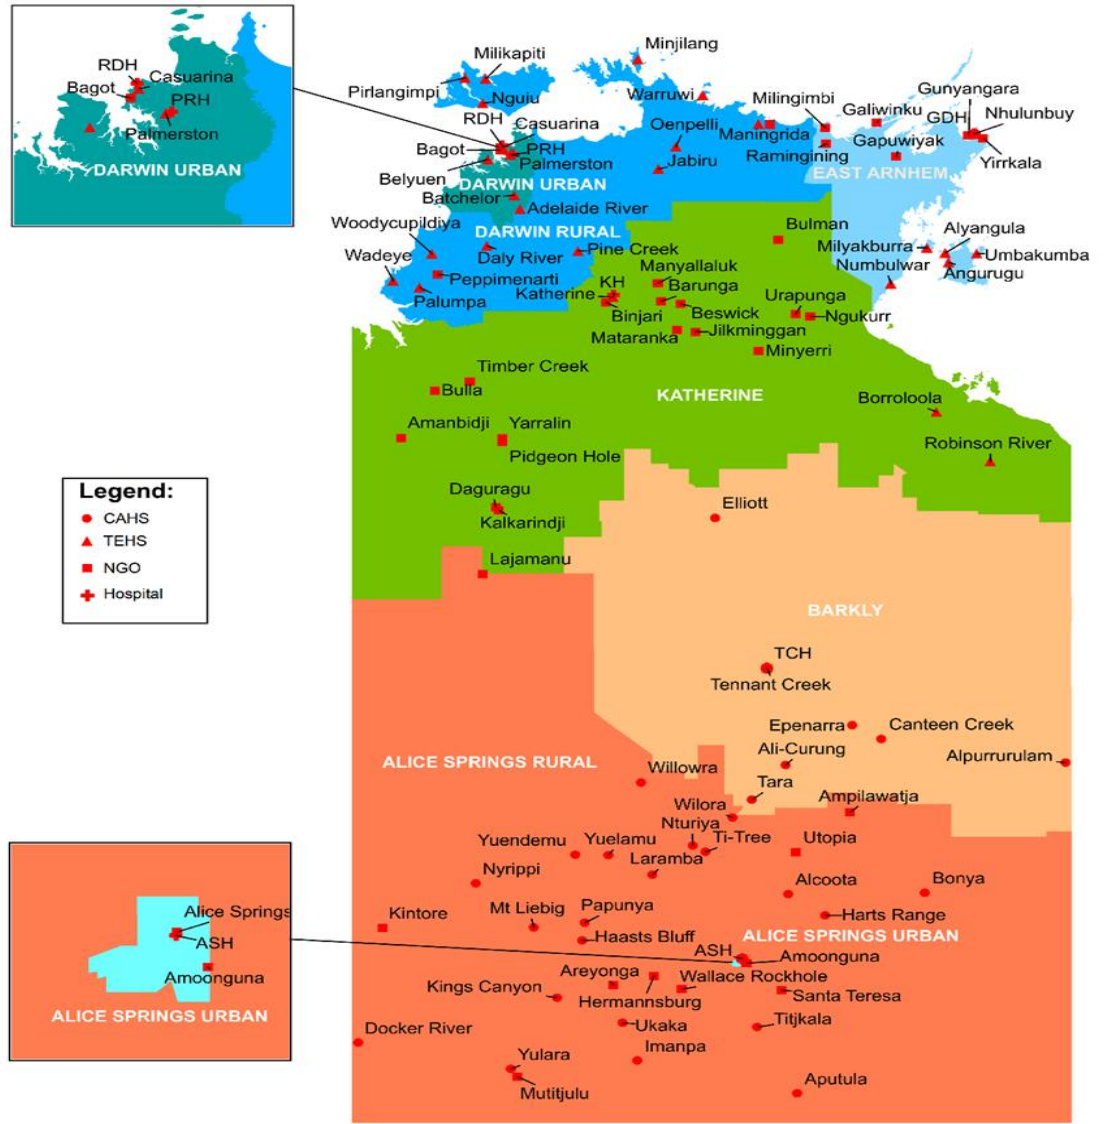 RDH
Casuarina
Bagot
PRH
Palmerston
DARWIN URBAN
Milikapiti
Pirlangimpi
Nguiu
RDH
Casuarina
Bagot
PRH
Palmerston
Belyuen
DARWIN URBAN
Batchelor
Adelaide River
Minjilang
Warruwi
Oenpelli
Maningrida
Jabiru
Milingimbi
Ramingining
Galiwinku
Gunyangara
GDH
Nhulunbuy
Gapuwiyak
Yirrkala
EAST ARNHEM
DARWIN RURAL
Woodycupildiya
Wadeye
Daly River
Pine Creek
Peppimenarti
Palumpa
Bulman
Milyakburra
Alyangula
Umbakumba
Angurugu
Numbulwar
Manyallaluk
KH
Katherine
Barunga
Binjari
Beswick
Urapunga
Ngukurr
Mataranka
Jilkminggan
Minyerri
Timber Creek
Bulla
KATHERINE
Borroloola
Amanbidji
Yarralin
Pidgeon Hole
Robinson River
Daguragu
Kalkarindji
Lajamanu
Legend:
CAHS
TEHS
NGO
Hospital
Elliott
BARKLY
TCH
Tennant Creek
Epenarra
Canteen Creek
Ali-Curung
Alpurrurulam
Tara
Ampilawatja
ALICE SPRINGS RURAL
Willowra
Wilora
Nturiya
Ti-Tree
Utopia
Yuendemu
Yuelamu
Laramba
Nyrippi
Alcoota
Bonya
Kintore
Mt Liebig
Papunya
Harts Range
Haasts Bluff
ALICE SPRINGS URBAN
ASH
Amoonguna
Areyonga
Wallace Rockhole
Kings Canyon
Hermannsburg
Santa Teresa
Docker River
Ukaka
Titjkala
Imanpa
Yulara
Mutitjulu
Aputula
Alice Springs
ASH
Amoonguna
ALICE SPRINGS URBAN